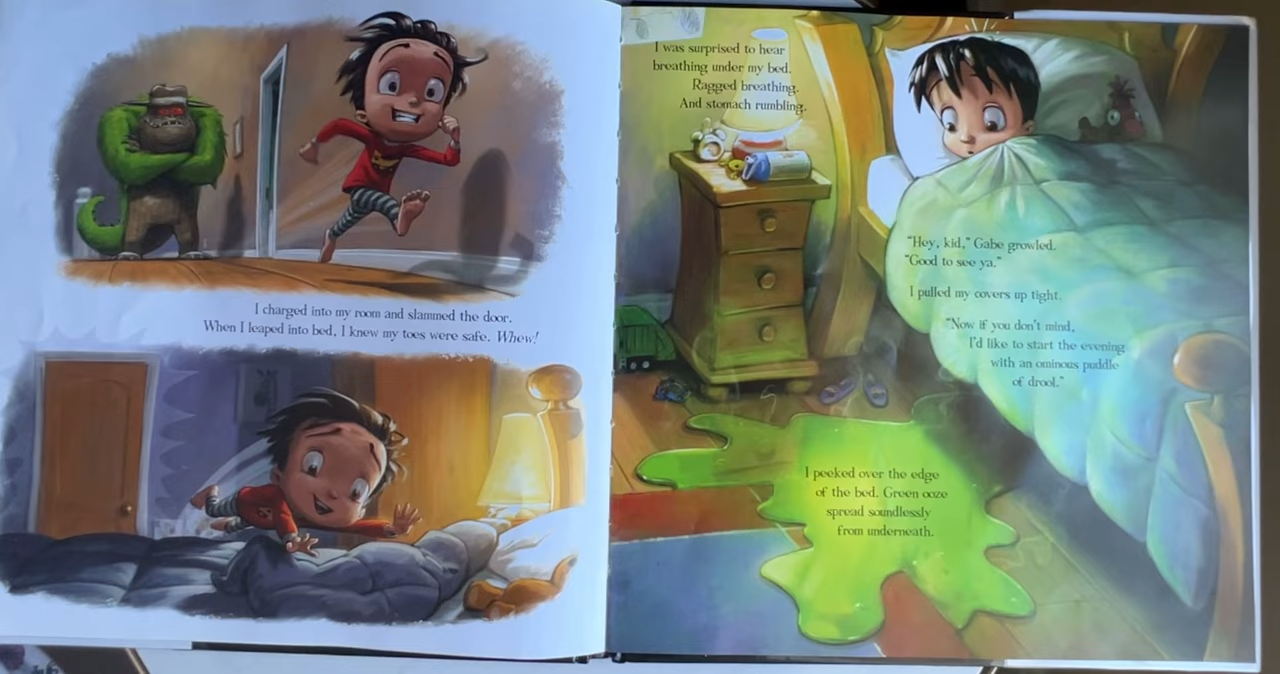 I charged into my room and slammed the door.
When I leaped into bed, I knew my toes were safe. Whew!
I was surprised to hear
breathing under my bed.
Ragged breathing.
And stomach rumbling.
"Hey, kid," Gabe growled.
"Good to see ya."
I pulled my covers up tight.
"Now if you don't mind,
I'd like to start the evening
with an ominous puddle
of drool."
I peeked over the edge
of the bed. Green ooze
spread soundlessly
from underneath.